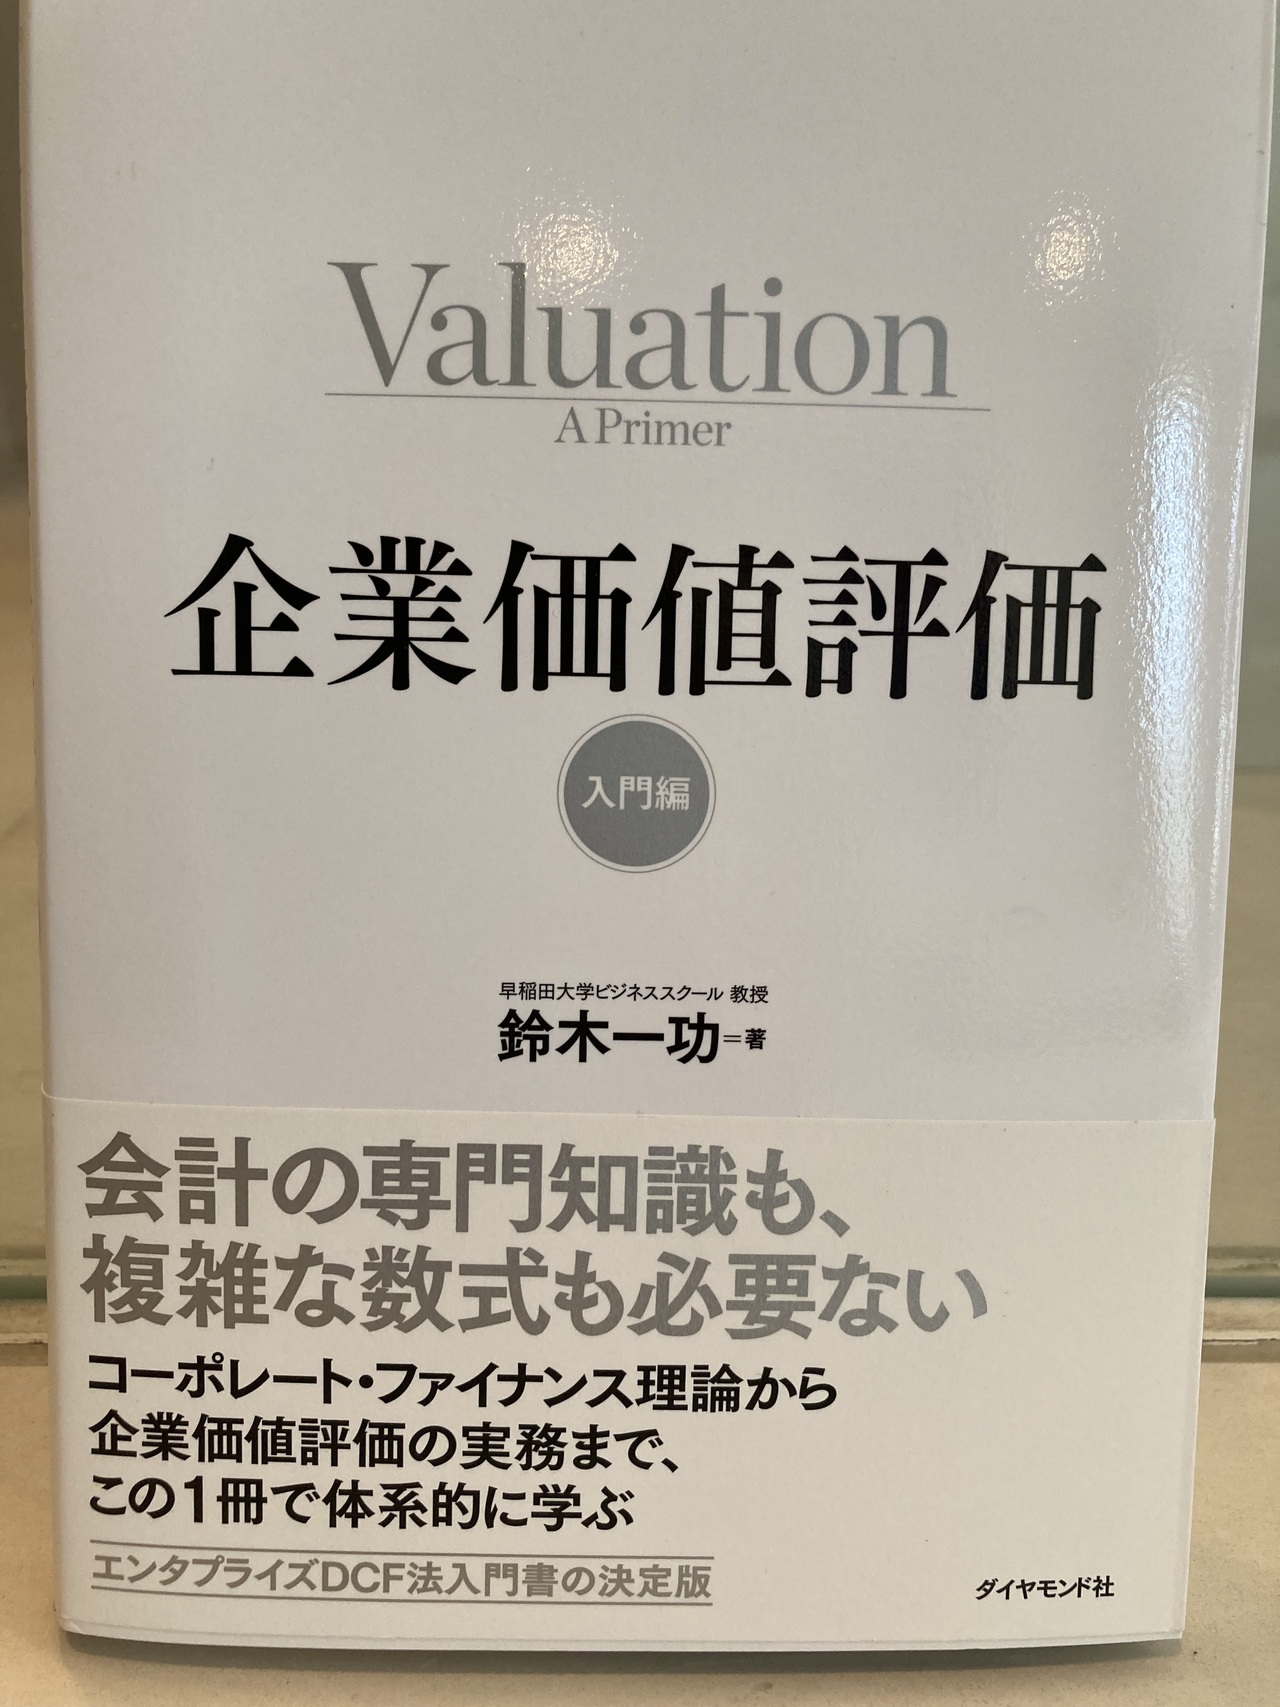 Valuation
A Primer
企業価値評価
入門編
早稲田大学ビジネススクール 教授
鈴木一功＝著
会計の専門知識も、
複雑な数式も必要ない
コーポレート・ファイナンス理論から
企業価値評価の実務まで、
この1冊で体系的に学ぶ
エンタプライズDCF法入門書の決定版
ダイヤモンド社